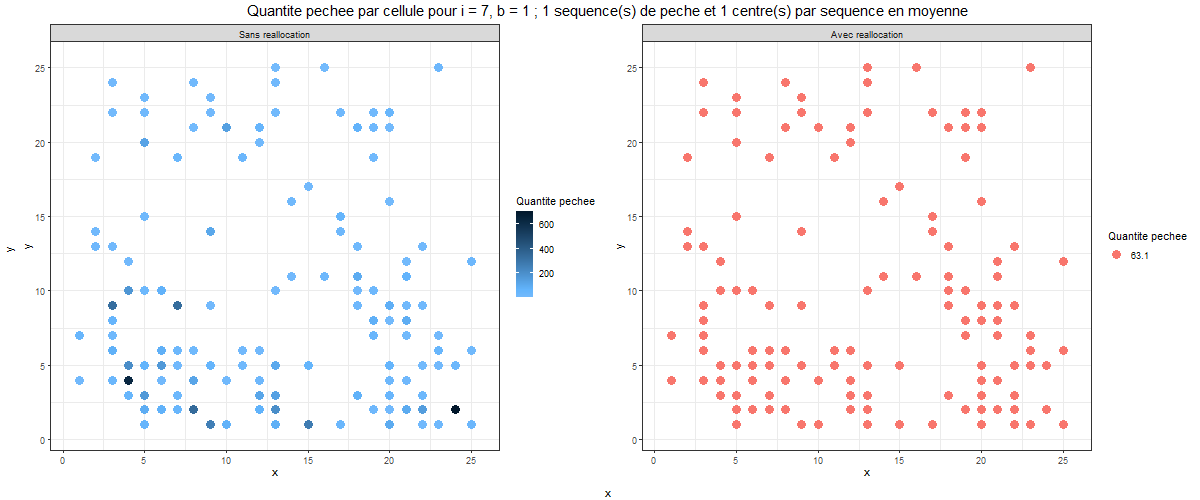 Quantite pechee par cellule pour i = 7, b = 1 ; 1 sequence(s) de peche et 1 centre(s) par sequence en moyenne
Sans reallocation
25
20
15
10
5
0
y
y
0 5 10 15 20 25
x
Quantite pechee
600
400
200
Avec reallocation
25
20
15
10
5
0
y
0 5 10 15 20 25
x
Quantite pechee
63.1
x